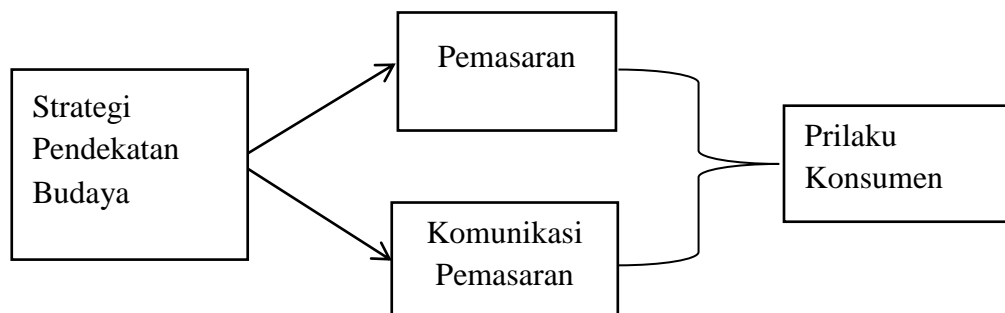 Strategi
Pendekatan
Budaya
Pemasaran
Komunikasi
Pemasaran
Prilaku
Konsumen